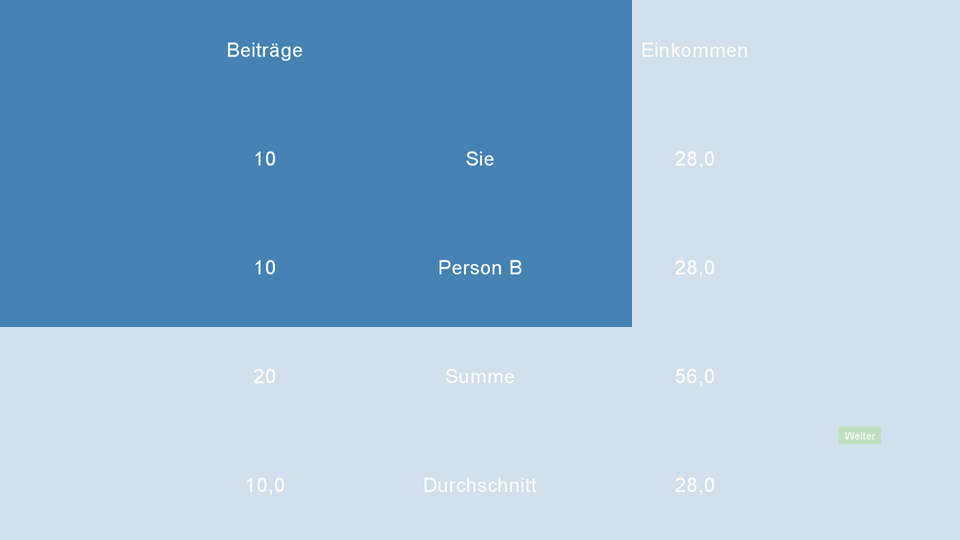 Beiträge Einkommen
10 Sie 28,0
10 Person B 28,0
20 Summe 56,0
Weiter
10,0 Durchschnitt 28,0